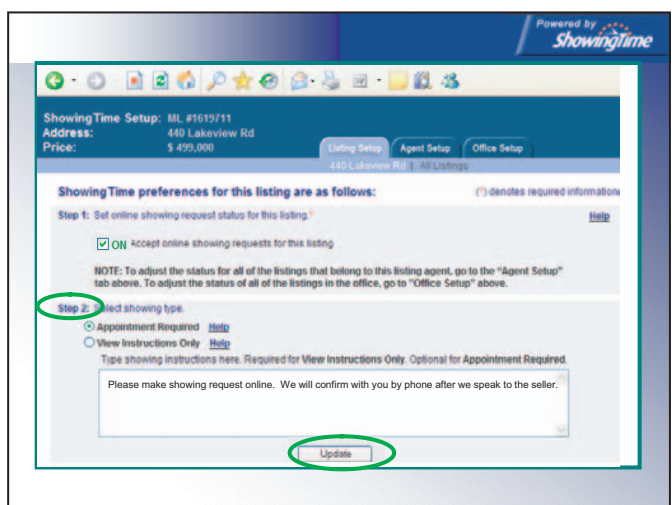 Powered by
ShowingTime
ShowingTime Setup: ML #1619711
Address: 440 Lakeview Rd
Price: $ 499,000
Listing Setup Agent Setup Office Setup
440 Lakeview Rd | All Listings
ShowingTime preferences for this listing are as follows: (*) denotes required information
Step 1: Set online showing request status for this listing.* Help
ON Accept online showing requests for this listing
NOTE: To adjust the status for all of the listings that belong to this listing agent, go to the "Agent Setup"
tab above. To adjust the status of all of the listings in the office, go to "Office Setup" above.
Step 2: Select showing type.
Appointment Required Help
View Instructions Only Help
Type showing instructions here. Required for View Instructions Only. Optional for Appointment Required.
Please make showing request online. We will confirm with you by phone after we speak to the seller.
Update